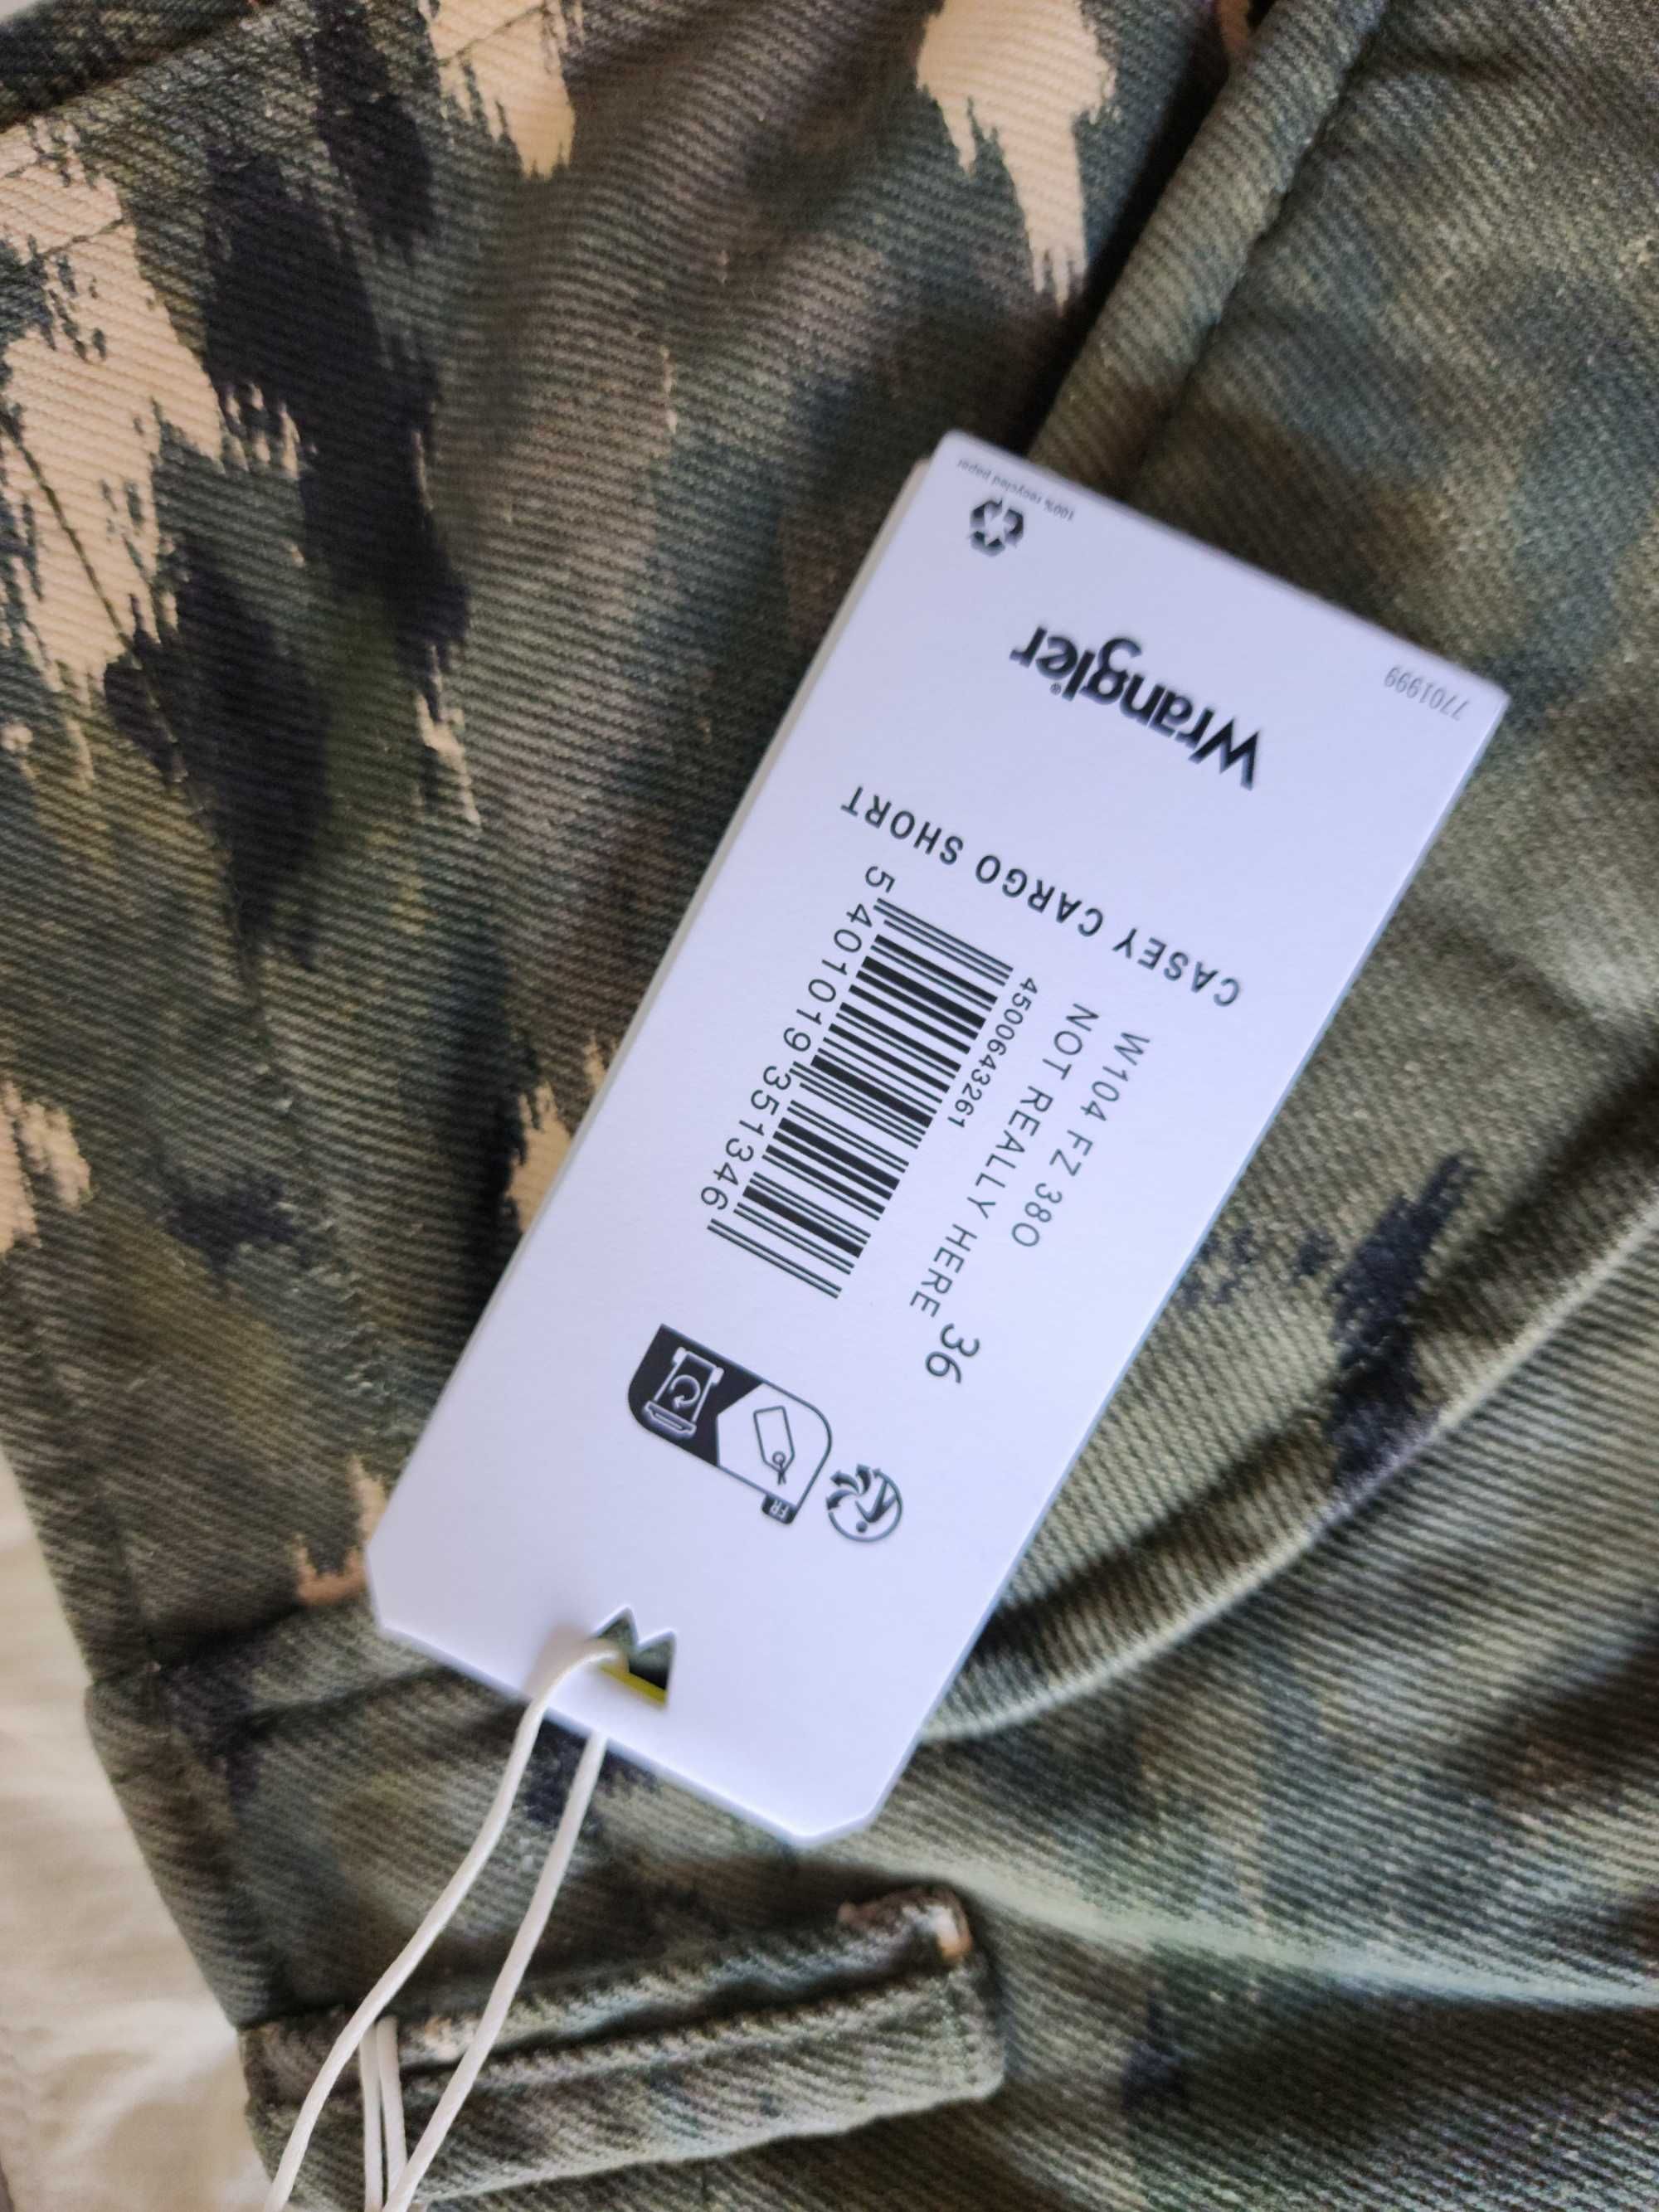 FR
36
W104 FZ 380
NOT REALLY HERE
4500643261
5 401019 351346
CASEY CARGO SHORT
Wrangler®
7701999
100% recycled paper